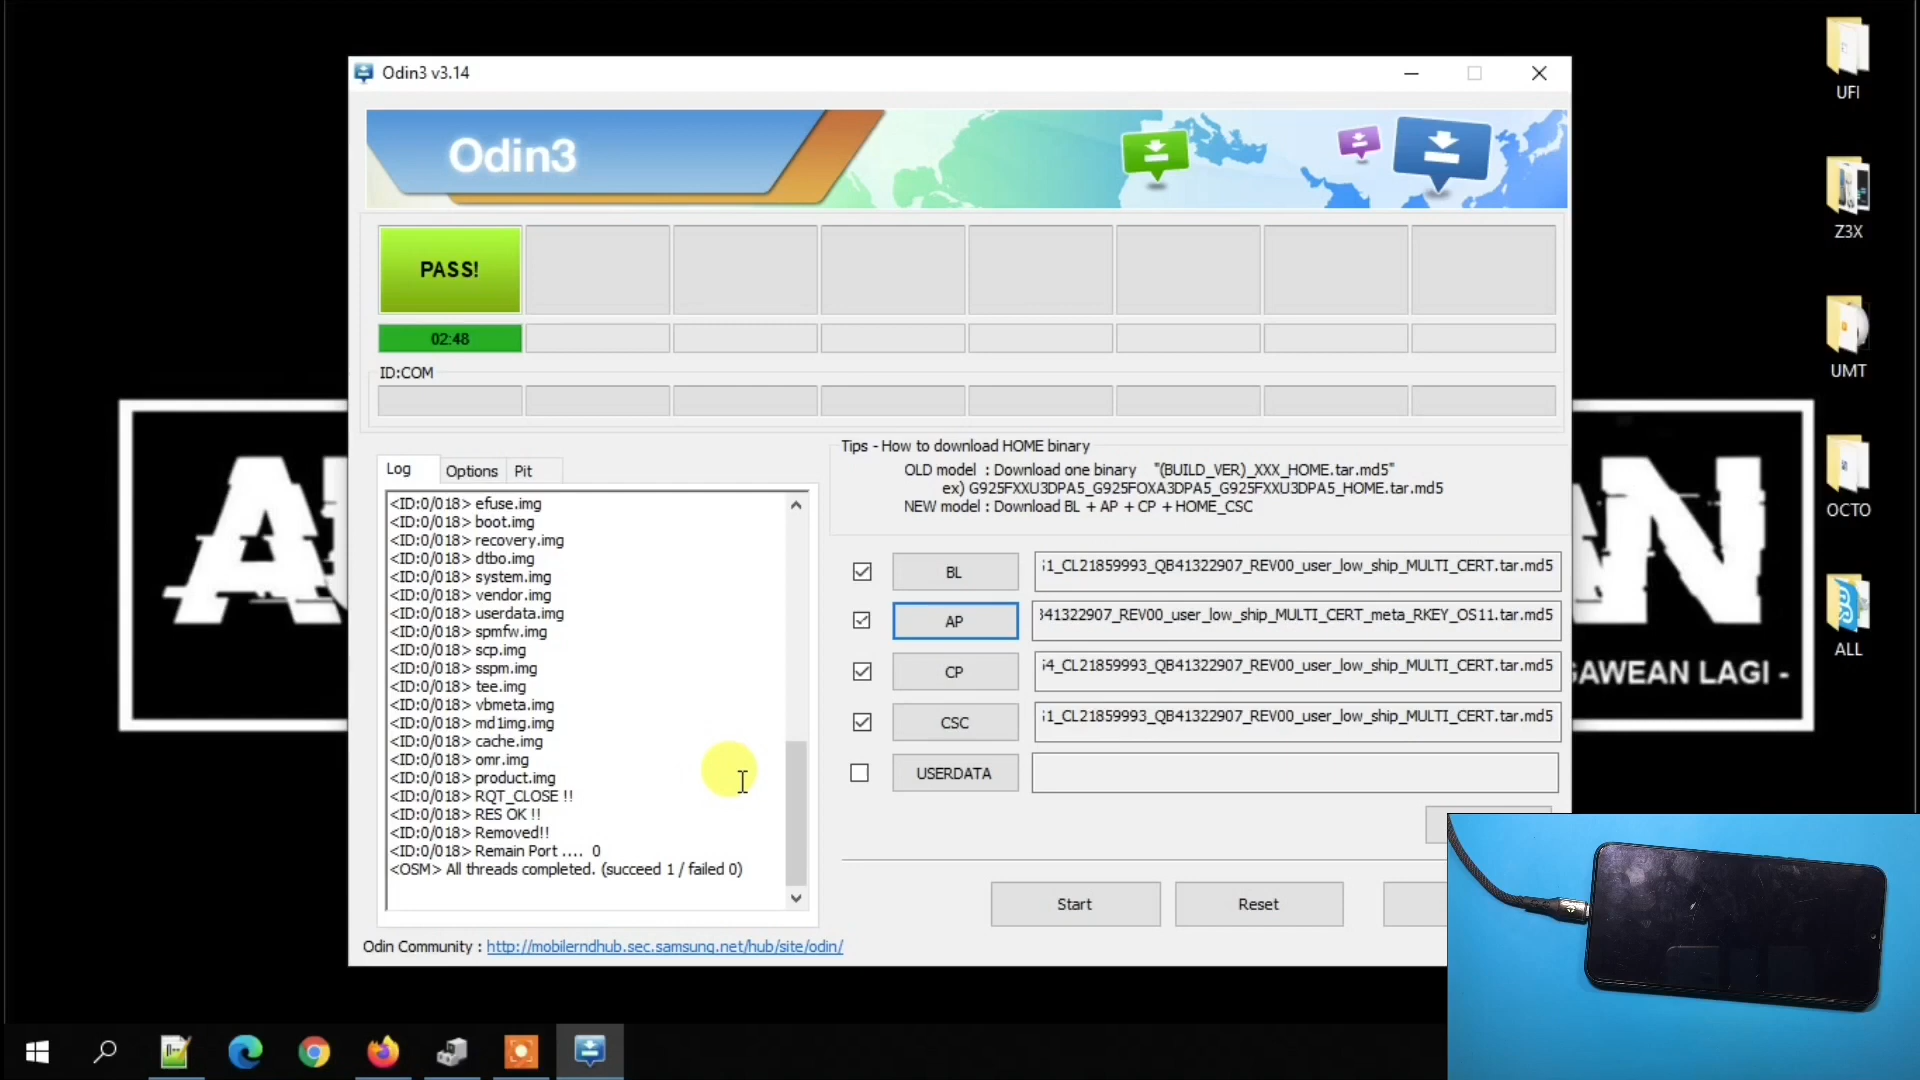 Odin3 v3.14
Odin3
PASS!
02:48
ID:COM
Log
Options
Pit
<ID:0/018> efuse.img
<ID:0/018> boot.img
<ID:0/018> recovery.img
<ID:0/018> dtbo.img
<ID:0/018> system.img
<ID:0/018> vendor.img
<ID:0/018> userdata.img
<ID:0/018> spmfw.img
<ID:0/018> scp.img
<ID:0/018> sspm.img
<ID:0/018> tee.img
<ID:0/018> vbmeta.img
<ID:0/018> md1img.img
<ID:0/018> cache.img
<ID:0/018> omr.img
<ID:0/018> product.img
<ID:0/018> RQT_CLOSE !!
<ID:0/018> RES OK !!
<ID:0/018> Removed!!
<ID:0/018> Remain Port .... 0
<OSM> All threads completed. (succeed 1 / failed 0)
Odin Community : http://mobilerndhub.sec.samsung.net/hub/site/odin/
Tips - How to download HOME binary
OLD model : Download one binary "(BUILD_VER)_XXX_HOME.tar.md5"
ex) G925FXXU3DPA5_G925FOXA3DPA5_G925FXXU3DPA5_HOME.tar.md5
NEW model : Download BL + AP + CP + HOME_CSC
BL
1_CL21859993_QB41322907_REV00_user_low_ship_MULTI_CERT.tar.md5
AP
41322907_REV00_user_low_ship_MULTI_CERT_meta_RKEY_OS11.tar.md5
CP
4_CL21859993_QB41322907_REV00_user_low_ship_MULTI_CERT.tar.md5
CSC
1_CL21859993_QB41322907_REV00_user_low_ship_MULTI_CERT.tar.md5
USERDATA
Start
Reset
UFI
Z3X
UMT
OCTO
ALL
GAWEAN LAGI -